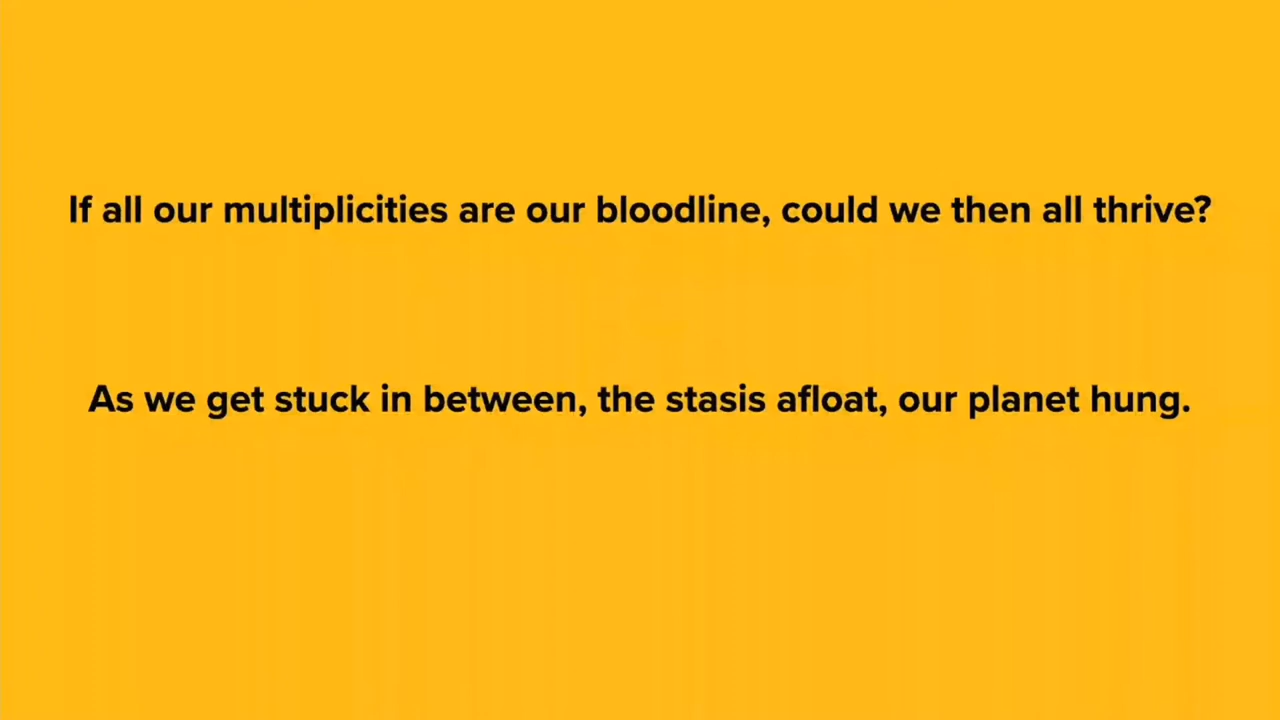 If all our multiplicities are our bloodline, could we then all thrive?
As we get stuck in between, the stasis afloat, our planet hung.